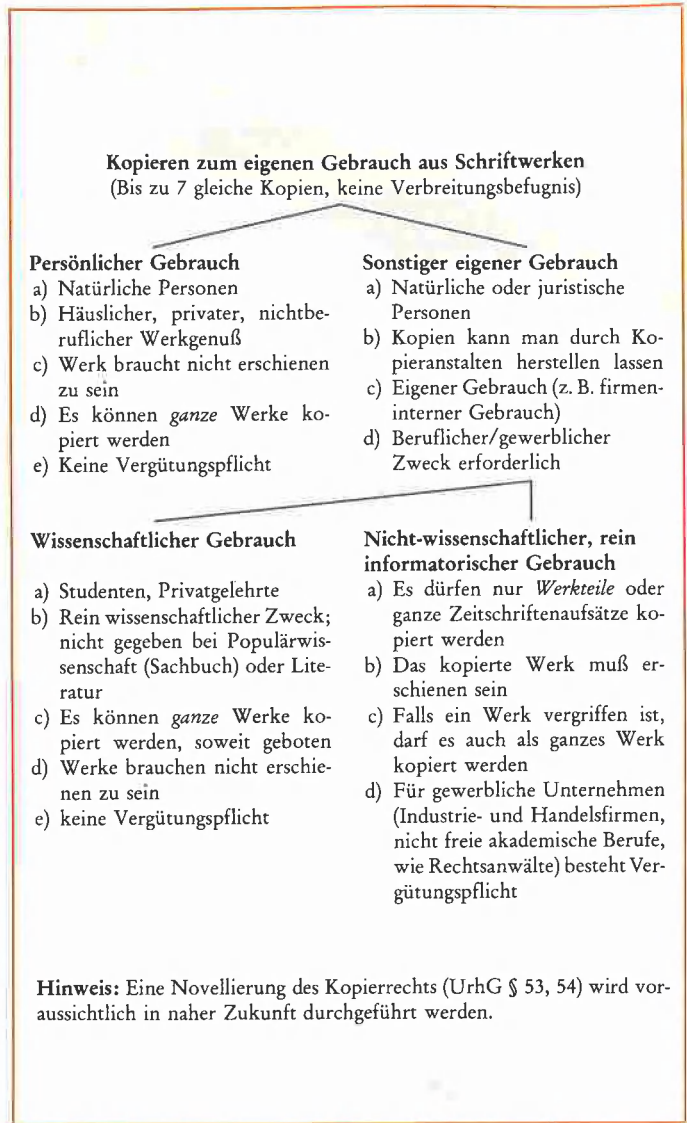 Kopieren zum eigenen Gebrauch aus Schriftwerken
(Bis zu 7 gleiche Kopien, keine Verbreitungsbefugnis)
Persönlicher Gebrauch
a) Natürliche Personen
b) Häuslicher, privater, nichtbe-
ruflicher Werkgenuß
c) Werk braucht nicht erschienen
zu sein
d) Es können ganze Werke ko-
piert werden
e) Keine Vergütungspflicht
Sonstiger eigener Gebrauch
a) Natürliche oder juristische
Personen
b) Kopien kann man durch Ko-
pieranstalten herstellen lassen
c) Eigener Gebrauch (z. B. firmen-
interner Gebrauch)
d) Beruflicher/gewerblicher
Zweck erforderlich
Wissenschaftlicher Gebrauch
a) Studenten, Privatgelehrte
b) Rein wissenschaftlicher Zweck;
nicht gegeben bei Populärwis-
senschaft (Sachbuch) oder Lite-
ratur
c) Es können ganze Werke ko-
piert werden, soweit geboten
d) Werke brauchen nicht erschie-
nen zu sein
e) keine Vergütungspflicht
Nicht-wissenschaftlicher, rein
informatorischer Gebrauch
a) Es dürfen nur Werkteile oder
ganze Zeitschriftenaufsätze ko-
piert werden
b) Das kopierte Werk muß er-
schienen sein
c) Falls ein Werk vergriffen ist,
darf es auch als ganzes Werk
kopiert werden
d) Für gewerbliche Unternehmen
(Industrie- und Handelsfirmen,
nicht freie akademische Berufe,
wie Rechtsanwälte) besteht Ver-
gütungspflicht
Hinweis: Eine Novellierung des Kopierrechts (UrhG § 53, 54) wird vor-
aussichtlich in naher Zukunft durchgeführt werden.